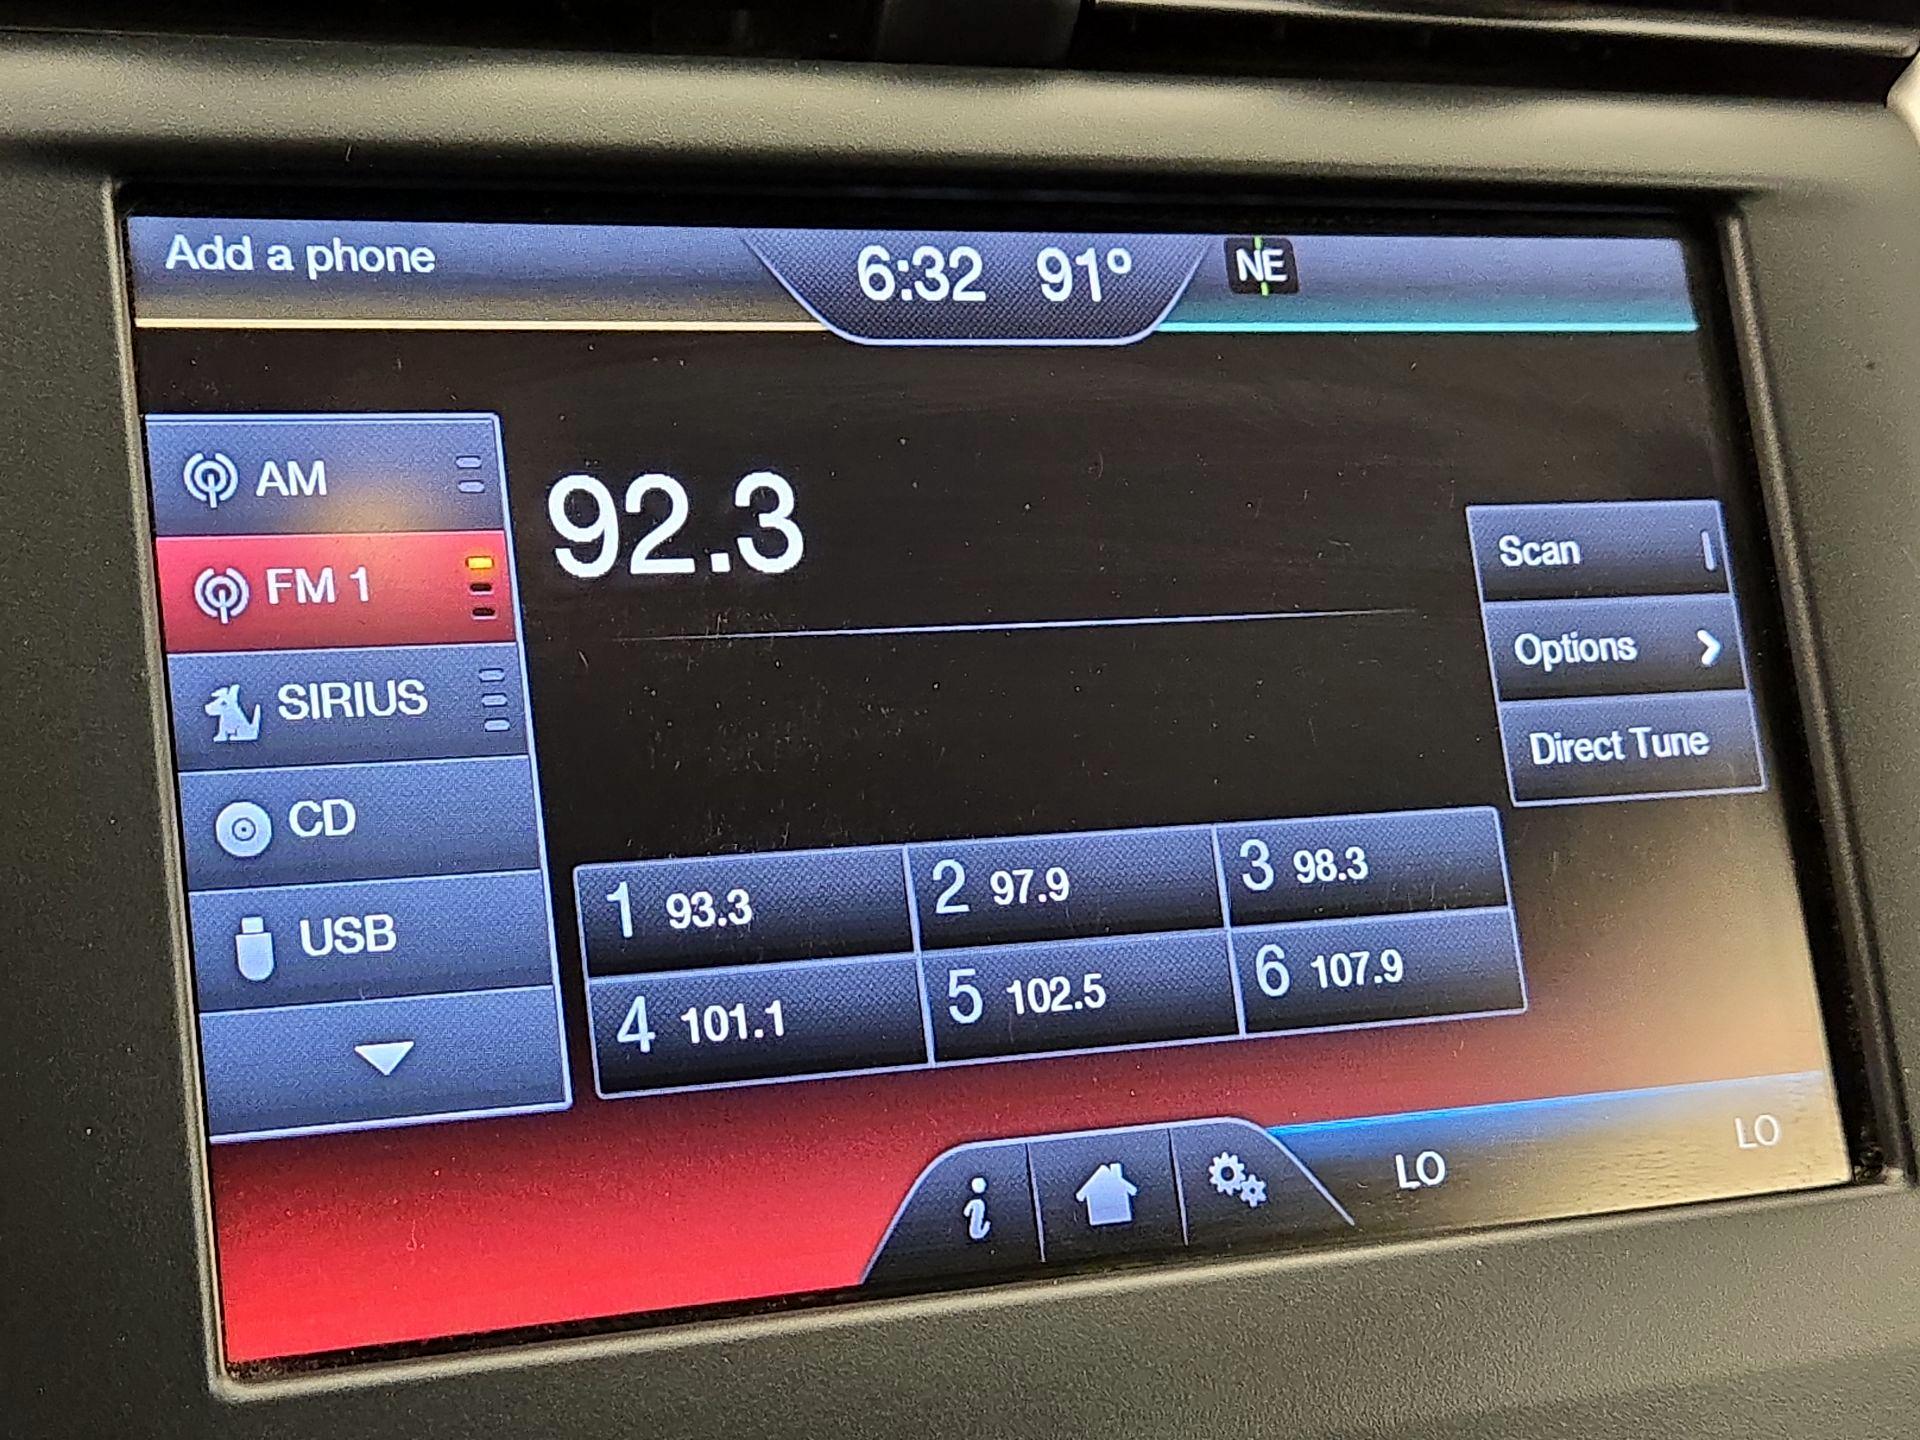 Add a phone 6:32 91° NE
AM
FM 1
SIRIUS
CD
USB
92.3
Scan
Options
Direct Tune
1 93.3 2 97.9 3 98.3
4 101.1 5 102.5 6 107.9
i LO LO